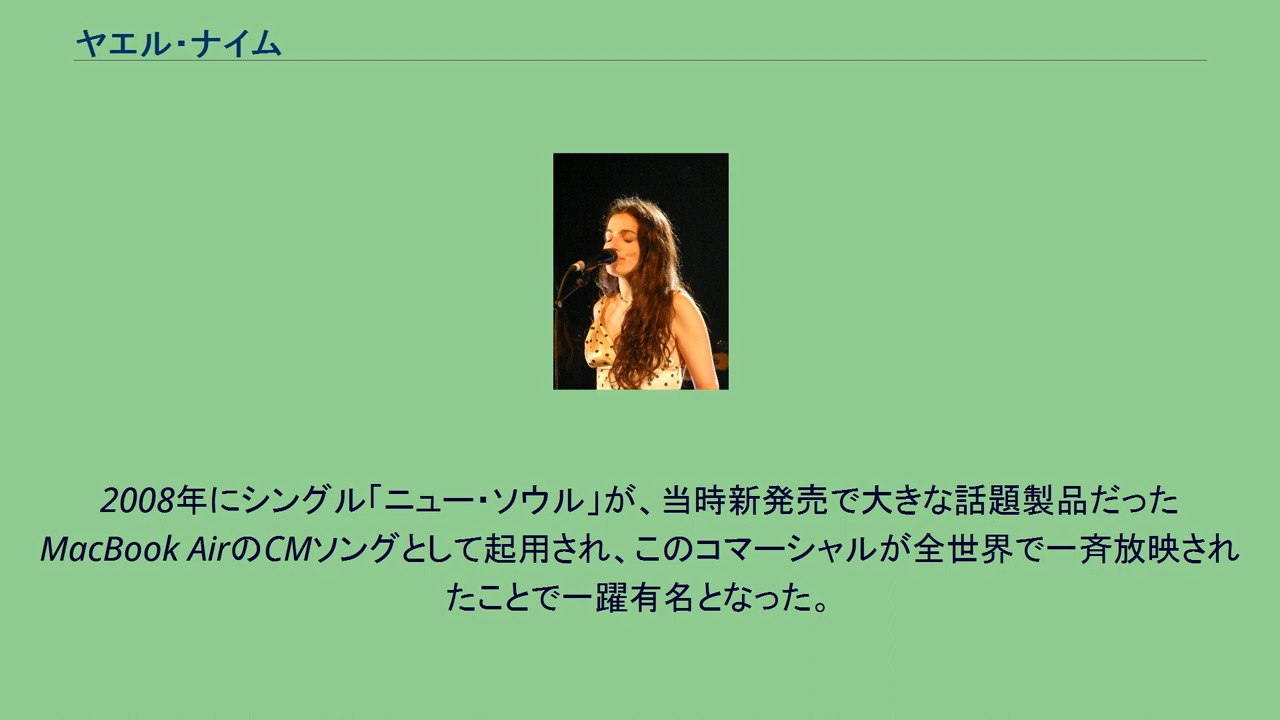 ヤエル・ナイム
2008年にシングル「ニュー・ソウル」が、当時新発売で大きな話題製品だった
MacBook AirのCMソングとして起用され、このコマーシャルが全世界で一斉放映され
たことで一躍有名となった。